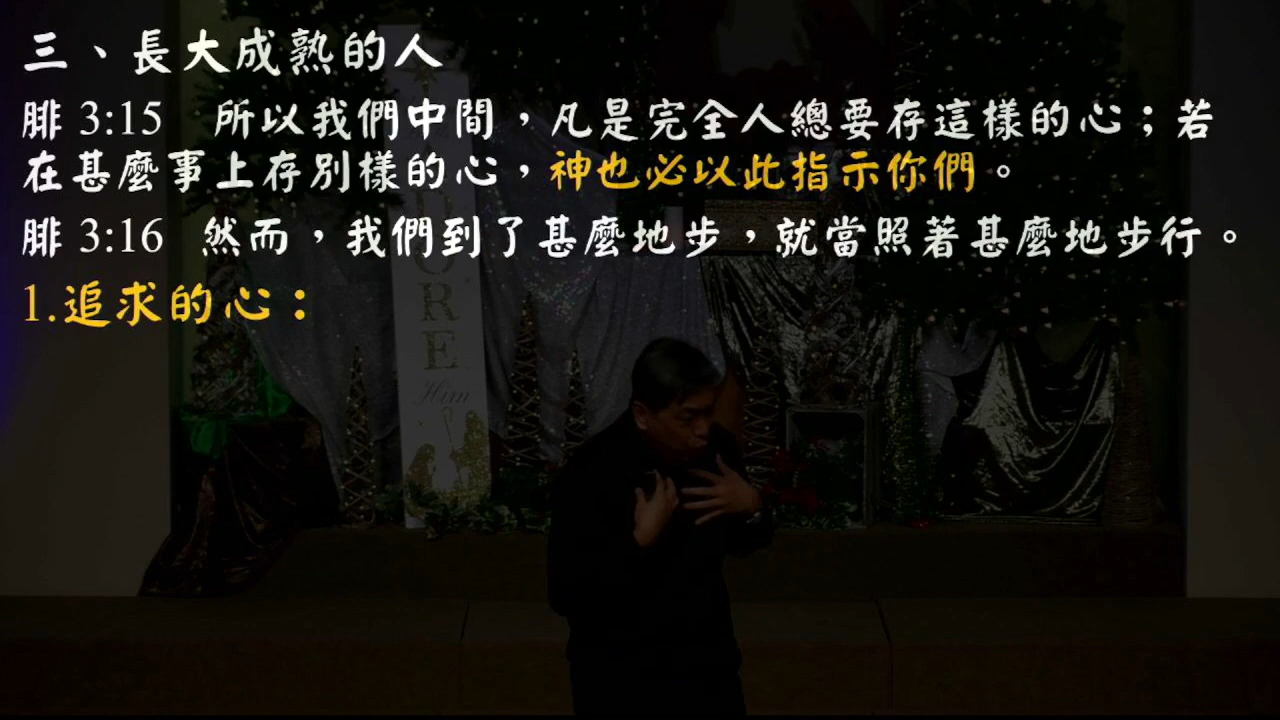 三、長大成熟的人
腓 3:15 所以我們中間，凡是完全人總要存這樣的心；若
在甚麼事上存別樣的心，神也必以此指示你們。
腓 3:16 然而，我們到了甚麼地步，就當照著甚麼地步行。
1.追求的心：
ORE
Him